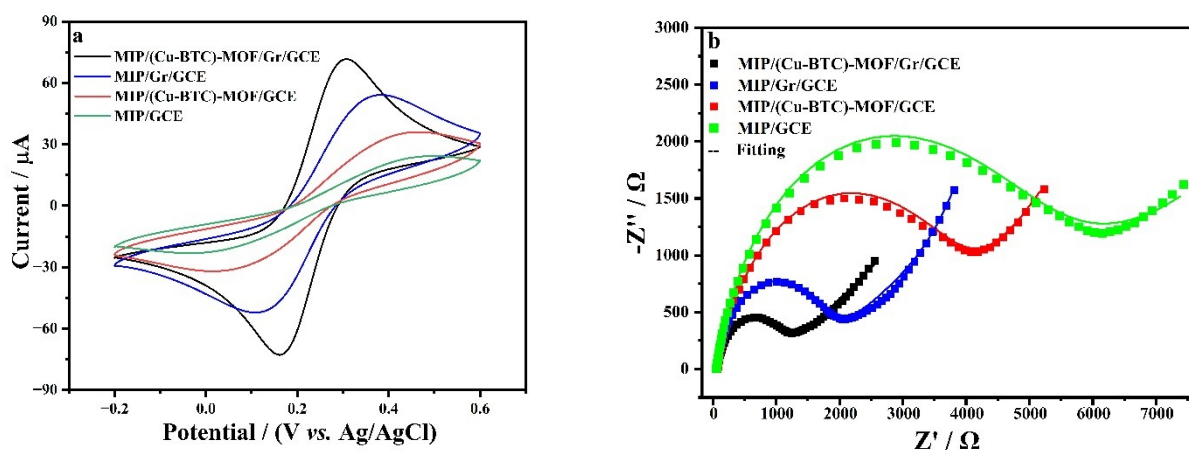 a
MIP/(Cu-BTC)-MOF/Gr/GCE
MIP/Gr/GCE
MIP/(Cu-BTC)-MOF/GCE
MIP/GCE
90
60
30
0
−30
−60
−90
Current / µA
−0.2
0.0
0.2
0.4
0.6
Potential / (V vs. Ag/AgCl)
b
MIP/(Cu-BTC)-MOF/Gr/GCE
MIP/Gr/GCE
MIP/(Cu-BTC)-MOF/GCE
MIP/GCE
-- Fitting
3000
2500
2000
1500
1000
500
0
-Z'' / Ω
0
1000
2000
3000
4000
5000
6000
7000
Z' / Ω